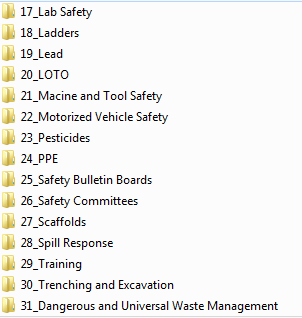 17_Lab Safety
18_Ladders
19_Lead
20_LOTO
21_Macine and Tool Safety
22_Motorized Vehicle Safety
23_Pesticides
24_PPE
25_Safety Bulletin Boards
26_Safety Committees
27_Scaffolds
28_Spill Response
29_Training
30_Trenching and Excavation
31_Dangerous and Universal Waste Management